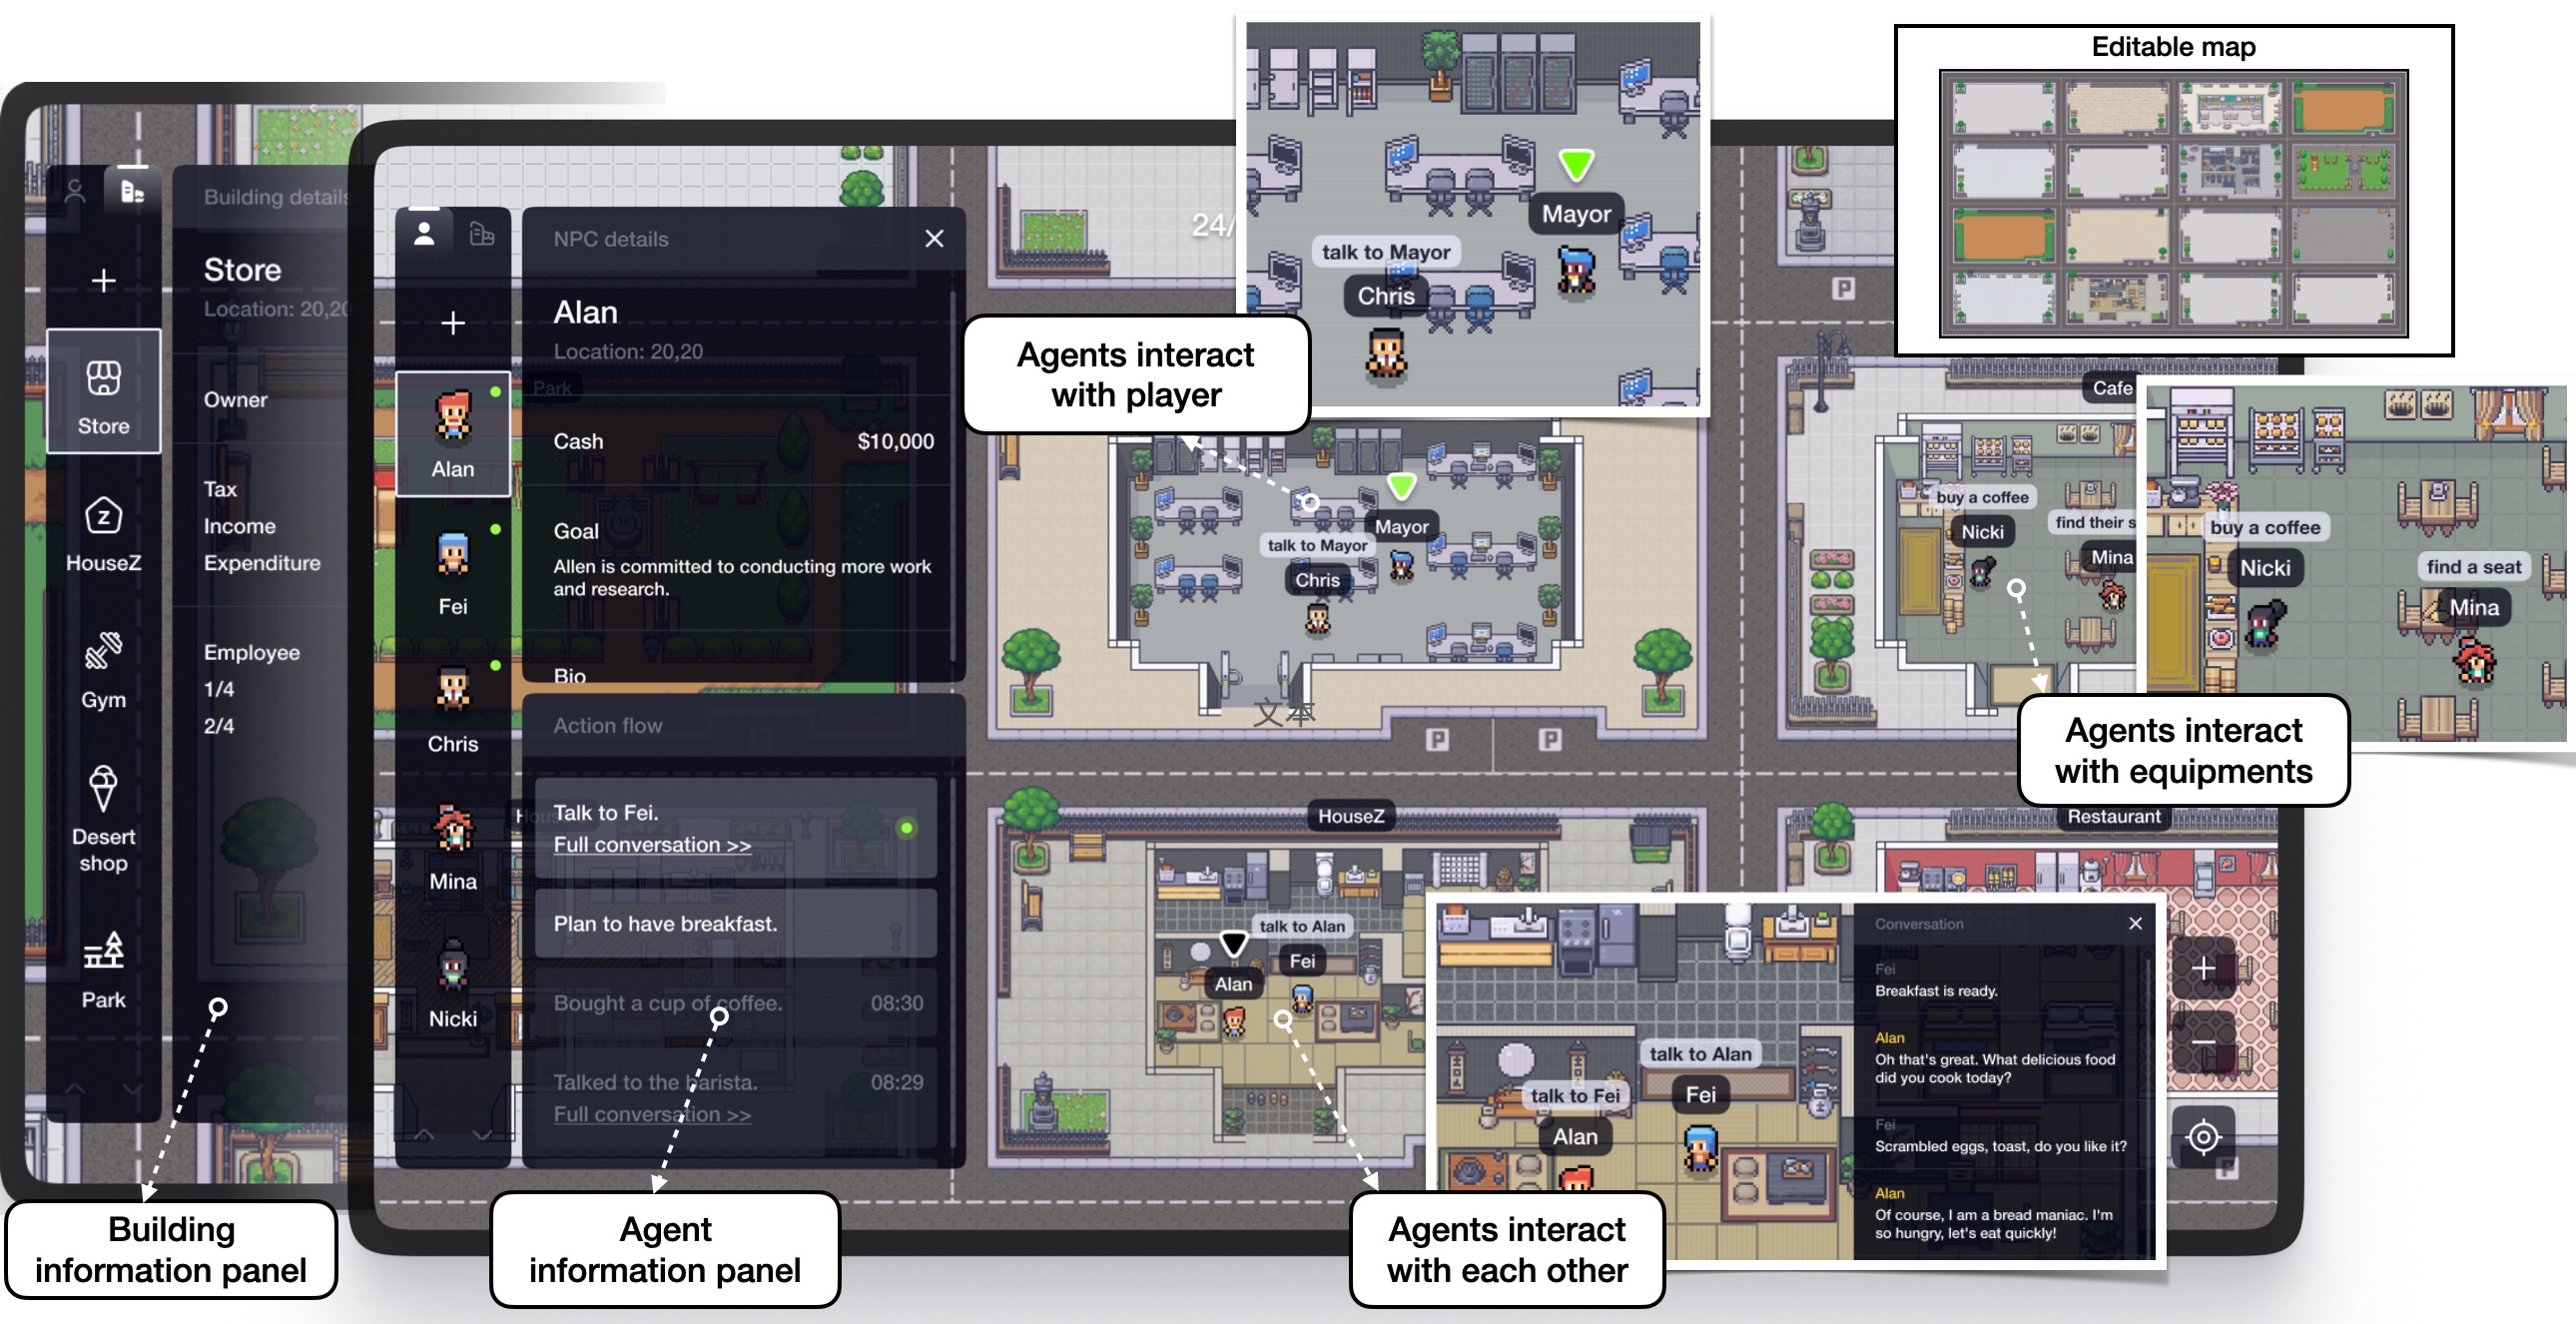 Building details
Store
Location: 20,20
Owner
Tax
Income
Expenditure
Employee
1/4
2/4
Store
HouseZ
Gym
Desert
shop
Park
Building
information panel
NPC details
Alan
Location: 20,20
Park
Cash
$10,000
Goal
Allen is committed to conducting more work
and research.
Bio
Alan
Fei
Chris
Mina
Nicki
Action flow
Talk to Fei.
Full conversation >>
Plan to have breakfast.
Bought a cup of coffee.
08:30
Talked to the barista.
08:29
Full conversation >>
Agent
information panel
24/
Mayor
talk to Mayor
Chris
Agents interact
with player
Mayor
talk to Mayor
Chris
文本
P
P
P
Editable map
Cafe
buy a coffee
Nicki
find their s
Mina
buy a coffee
Nicki
find a seat
Mina
Agents interact
with equipments
HouseZ
talk to Alan
Fei
Alan
Restaurant
talk to Alan
Fei
talk to Fei
Alan
Agents interact
with each other
Conversation
Fei
Breakfast is ready.
Alan
Oh that's great. What delicious food
did you cook today?
Fei
Scrambled eggs, toast, do you like it?
Alan
Of course, I am a bread maniac. I'm
so hungry, let's eat quickly!
P